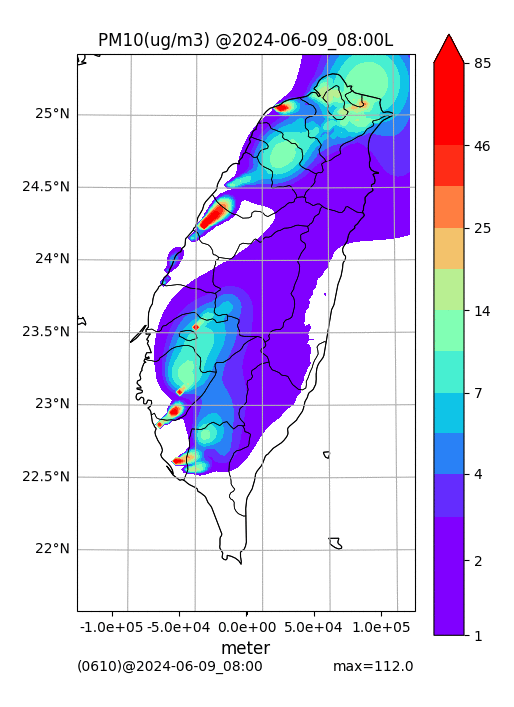 PM10(ug/m3) @2024-06-09_08:00L
25°N
24.5°N
24°N
23.5°N
23°N
22.5°N
22°N
85
46
25
14
7
4
2
1
-1.0e+05 -5.0e+04 0.0e+00 5.0e+04 1.0e+05
meter
(0610)@2024-06-09_08:00 max=112.0